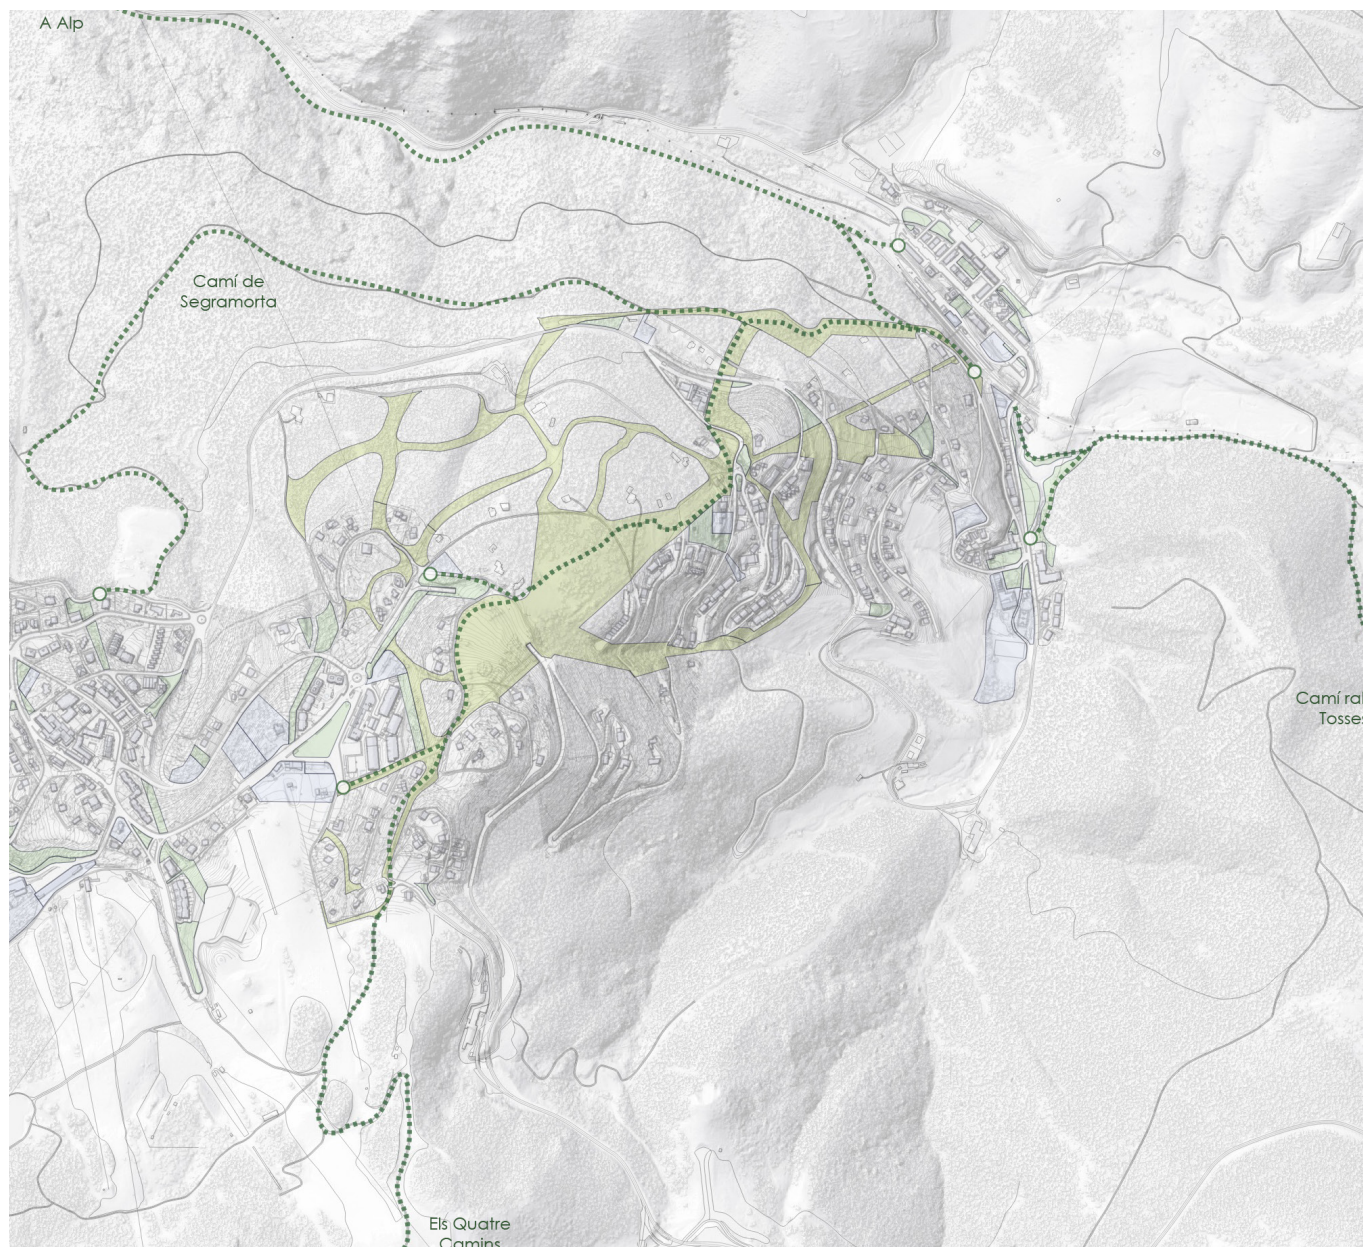 A Alp
Camí de
Segramorta
Camí ral
Tosses
Els Quatre
Camins